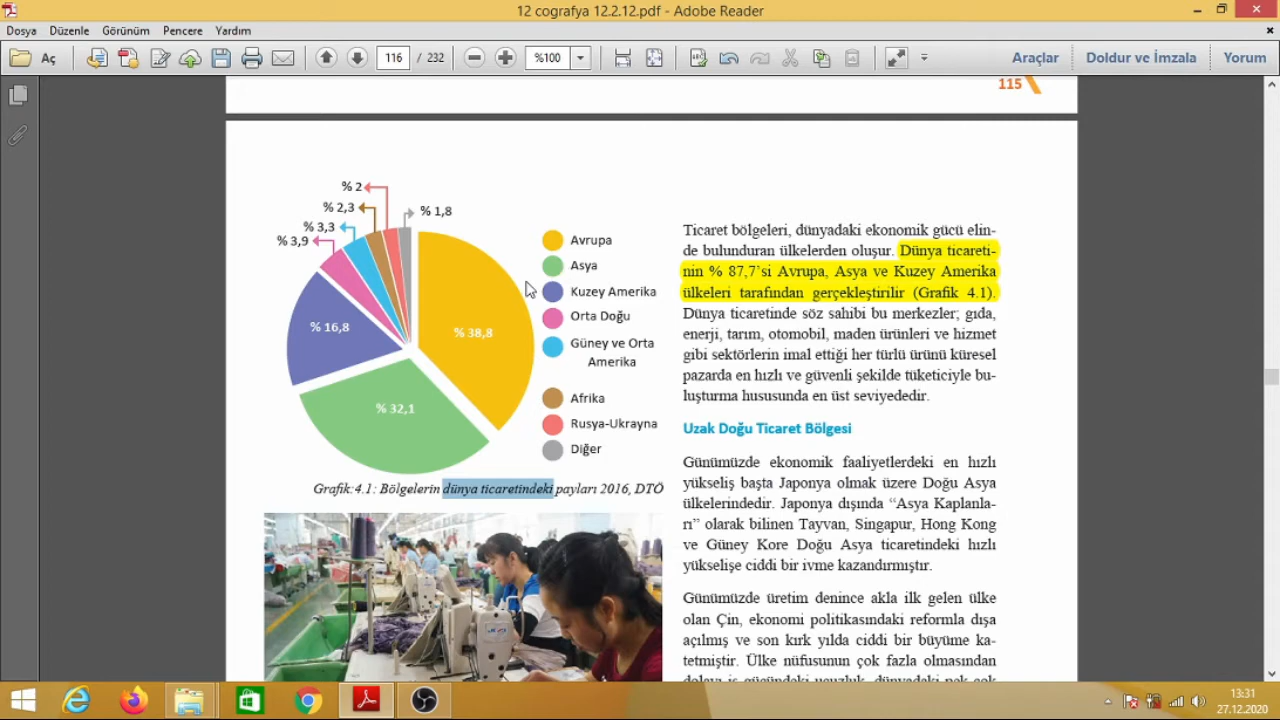 12 cografya 12.2.12.pdf - Adobe Reader
Dosya Düzenle Görünüm Pencere Yardım
Aç 116 / 232 %100 Araçlar Doldur ve İmzala Yorum
115
% 2
% 2,3
% 1,8
% 3,3
% 3,9
% 16,8
% 38,8
% 32,1
Avrupa
Asya
Kuzey Amerika
Orta Doğu
Güney ve Orta
Amerika
Afrika
Rusya-Ukrayna
Diğer
Grafik:4.1: Bölgelerin dünya ticaretindeki payları 2016, DTÖ
Ticaret bölgeleri, dünyadaki ekonomik gücü elin-
de bulunduran ülkelerden oluşur. Dünya ticareti-
nin % 87,7'si Avrupa, Asya ve Kuzey Amerika
ülkeleri tarafından gerçekleştirilir (Grafik 4.1).
Dünya ticaretinde söz sahibi bu merkezler; gıda,
enerji, tarım, otomobil, maden ürünleri ve hizmet
gibi sektörlerin imal ettiği her türlü ürünü küresel
pazarda en hızlı ve güvenli şekilde tüketiciyle bu-
luşturma hususunda en üst seviyededir.
Uzak Doğu Ticaret Bölgesi
Günümüzde ekonomik faaliyetlerdeki en hızlı
yükseliş başta Japonya olmak üzere Doğu Asya
ülkelerindedir. Japonya dışında “Asya Kaplanla-
rı” olarak bilinen Tayvan, Singapur, Hong Kong
ve Güney Kore Doğu Asya ticaretindeki hızlı
yükselişe ciddi bir ivme kazandırmıştır.
Günümüzde üretim denince akla ilk gelen ülke
olan Çin, ekonomi politikasındaki reformla dışa
açılmış ve son kırk yılda ciddi bir büyüme ka-
tetmiştir. Ülke nüfusunun çok fazla olmasından
dolayı iş gücündeki ucuzluk, dünyadaki pek çok
13:31
27.12.2020